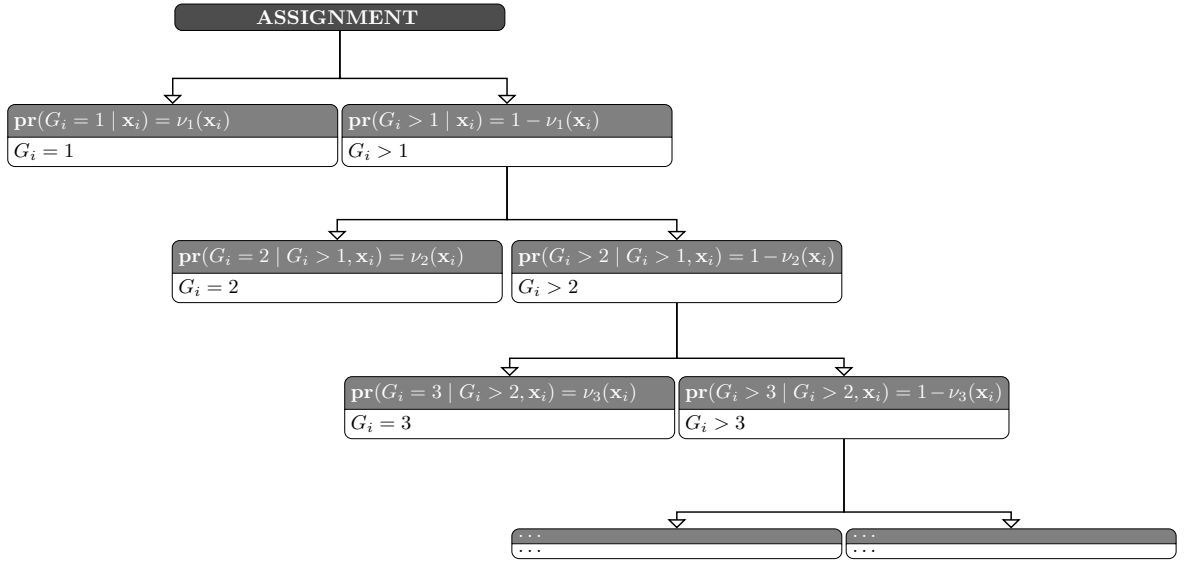 ASSIGNMENT
pr(G_i = 1 | x_i) = ν_1(x_i)
G_i = 1
pr(G_i > 1 | x_i) = 1 − ν_1(x_i)
G_i > 1
pr(G_i = 2 | G_i > 1, x_i) = ν_2(x_i)
G_i = 2
pr(G_i > 2 | G_i > 1, x_i) = 1 − ν_2(x_i)
G_i > 2
pr(G_i = 3 | G_i > 2, x_i) = ν_3(x_i)
G_i = 3
pr(G_i > 3 | G_i > 2, x_i) = 1 − ν_3(x_i)
G_i > 3
···
···
···
···